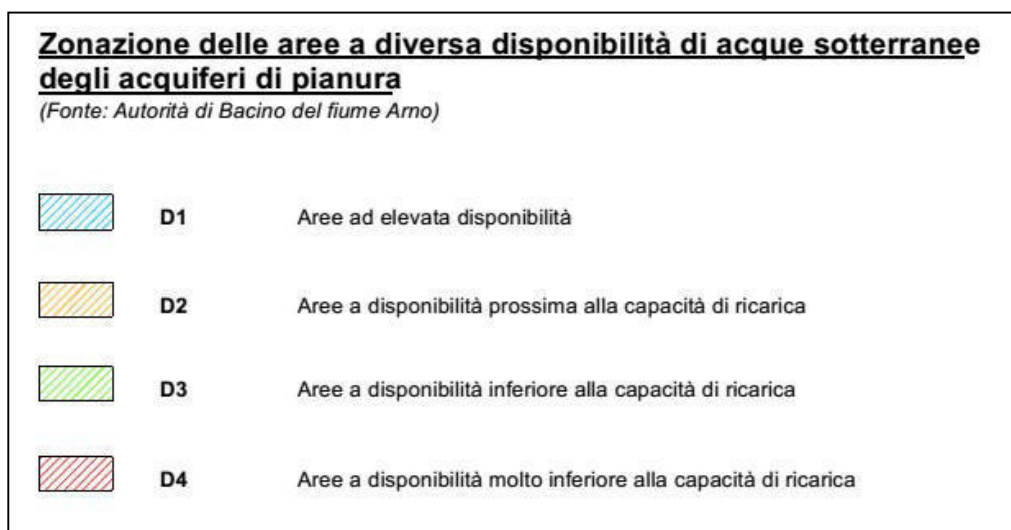 Zonazione delle aree a diversa disponibilità di acque sotterranee
degli acquiferi di pianura
(Fonte: Autorità di Bacino del fiume Arno)
D1 Aree ad elevata disponibilità
D2 Aree a disponibilità prossima alla capacità di ricarica
D3 Aree a disponibilità inferiore alla capacità di ricarica
D4 Aree a disponibilità molto inferiore alla capacità di ricarica